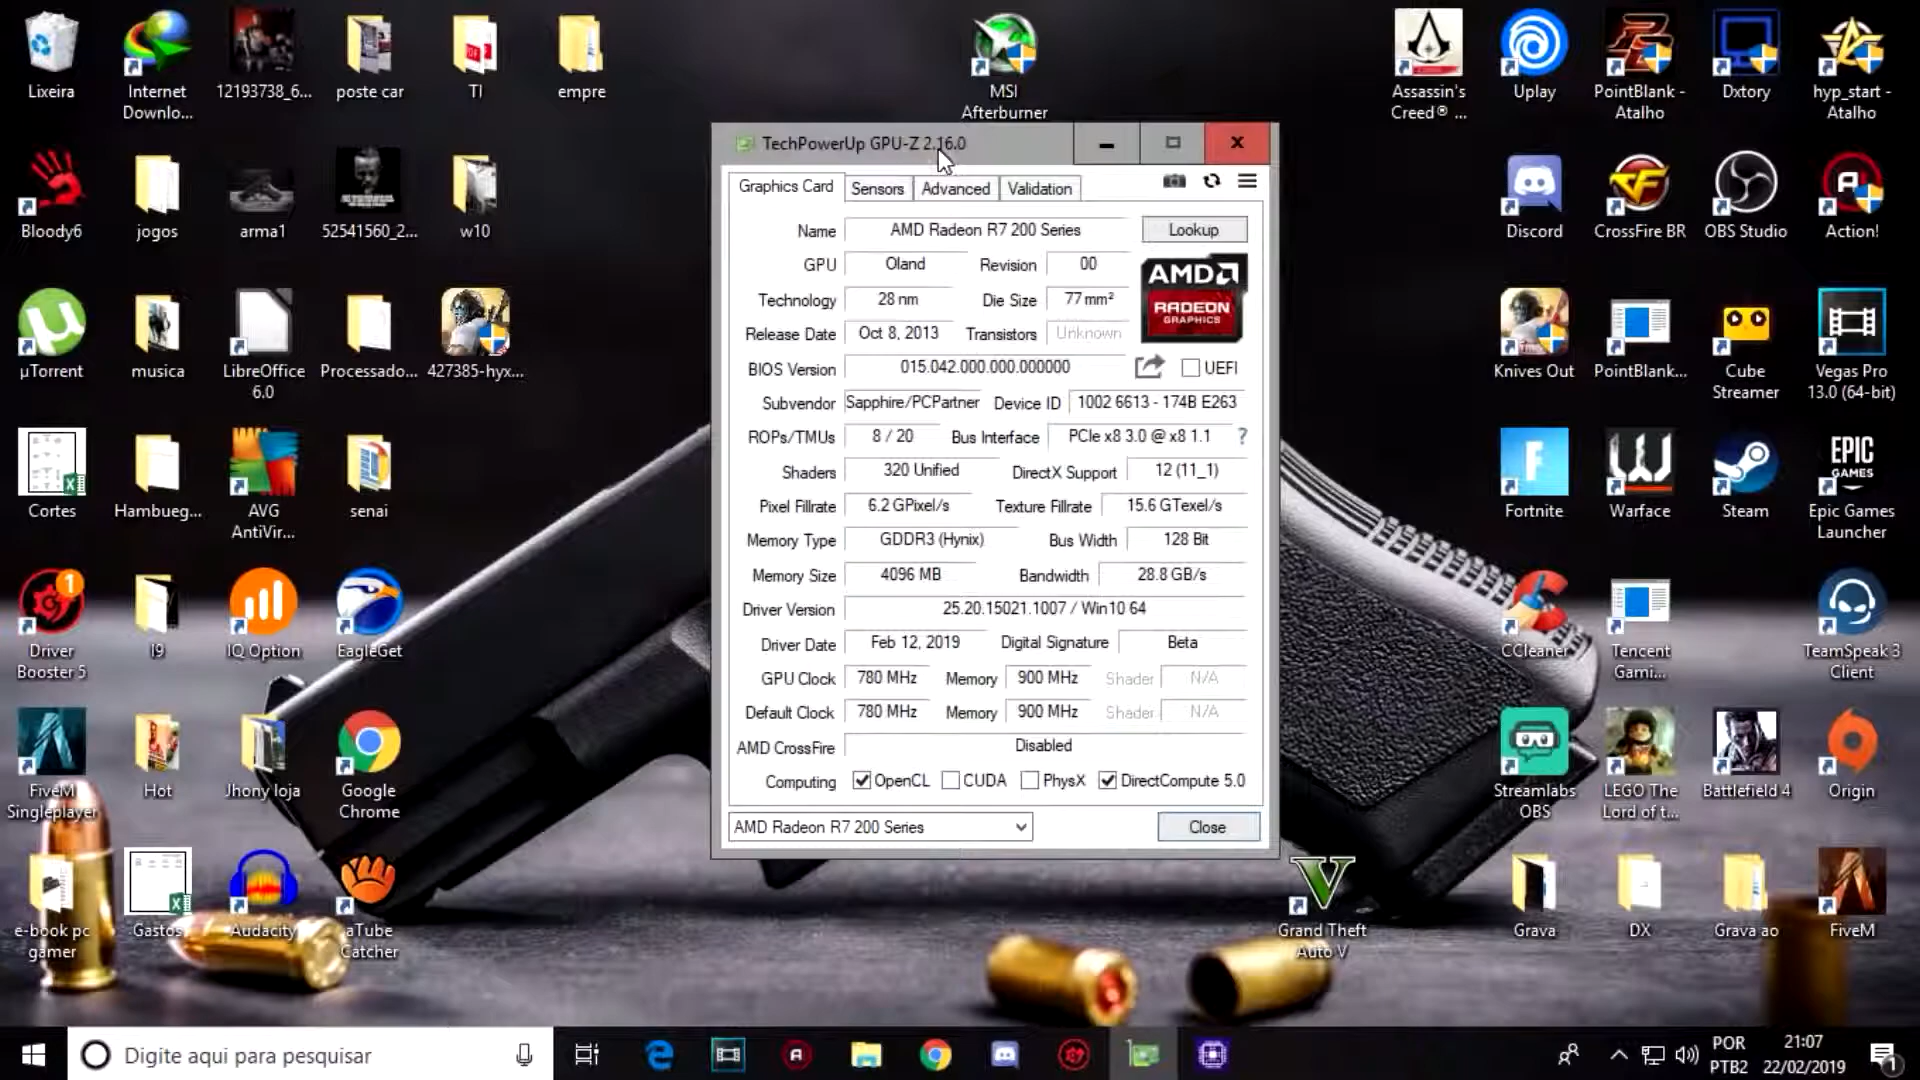 Lixeira
Internet
Downlo...
12193738_6...
poste car
TI
empre
MSI
Afterburner
Assassin's
Creed® ...
Uplay
PointBlank -
Atalho
Dxtory
hyp_start -
Atalho
Bloody6
jogos
arma1
52541560_2...
w10
Discord
CrossFire BR
OBS Studio
Action!
µTorrent
musica
LibreOffice
6.0
Processado...
427385-hyx...
Knives Out
PointBlank...
Cube
Streamer
Vegas Pro
13.0 (64-bit)
Cortes
Hambueg...
AVG
AntiVir...
senai
Fortnite
Warface
Steam
EPIC
GAMES
Epic Games
Launcher
1
Driver
Booster 5
I9
IQ Option
EagleGet
CCleaner
Tencent
Gami...
TeamSpeak 3
Client
FiveM
Singleplayer
Hot
Jhony loja
Google
Chrome
Streamlabs
OBS
LEGO The
Lord of t...
Battlefield 4
Origin
e-book pc
gamer
Gastos
Audacity
aTube
Catcher
Grand Theft
Auto V
Grava
DX
Grava ao
FiveM
TechPowerUp GPU-Z 2.16.0
Graphics Card Sensors Advanced Validation
Name AMD Radeon R7 200 Series Lookup
GPU Oland Revision 00
AMD
RADEON
GRAPHICS
Technology 28 nm Die Size 77 mm²
Release Date Oct 8, 2013 Transistors Unknown
BIOS Version 015.042.000.000.000000 UEFI
Subvendor Sapphire/PCPartner Device ID 1002 6613 - 174B E263
ROPs/TMUs 8 / 20 Bus Interface PCIe x8 3.0 @ x8 1.1 ?
Shaders 320 Unified DirectX Support 12 (11_1)
Pixel Fillrate 6.2 GPixel/s Texture Fillrate 15.6 GTexel/s
Memory Type GDDR3 (Hynix) Bus Width 128 Bit
Memory Size 4096 MB Bandwidth 28.8 GB/s
Driver Version 25.20.15021.1007 / Win10 64
Driver Date Feb 12, 2019 Digital Signature Beta
GPU Clock 780 MHz Memory 900 MHz Shader N/A
Default Clock 780 MHz Memory 900 MHz Shader N/A
AMD CrossFire Disabled
Computing OpenCL CUDA PhysX DirectCompute 5.0
AMD Radeon R7 200 Series Close
Digite aqui para pesquisar
POR
PTB2
21:07
22/02/2019
1